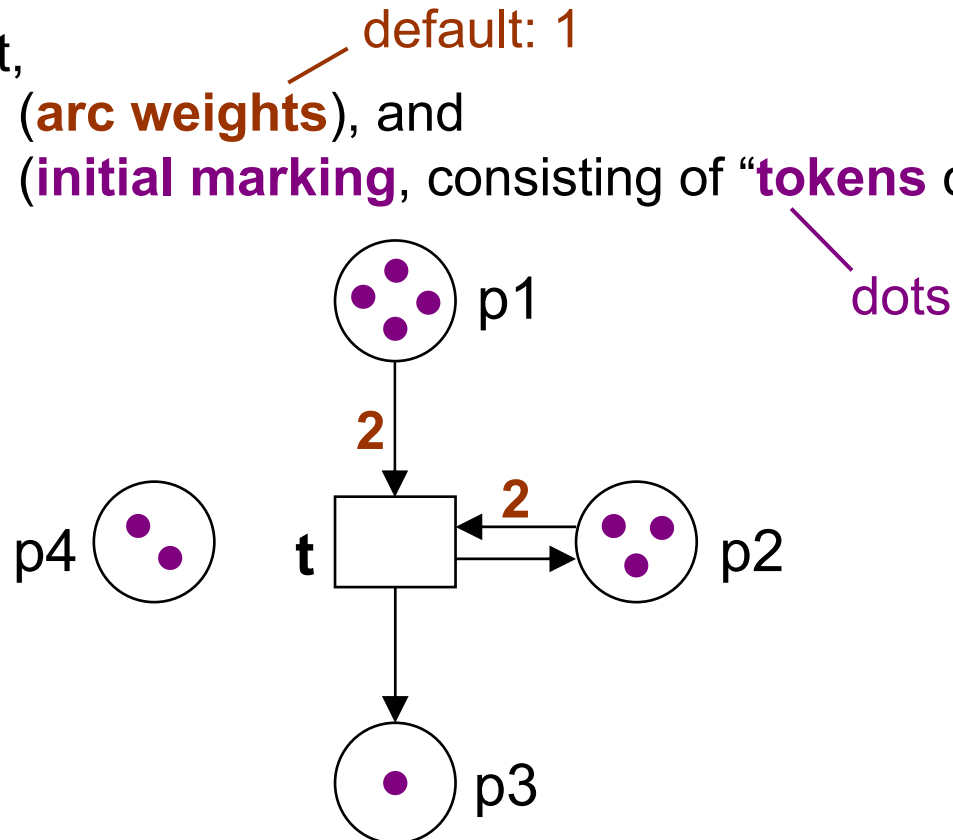 default: 1
t,
(arc weights), and
(initial marking, consisting of “tokens
dots
p1
2
2
p4
t
p2
p3